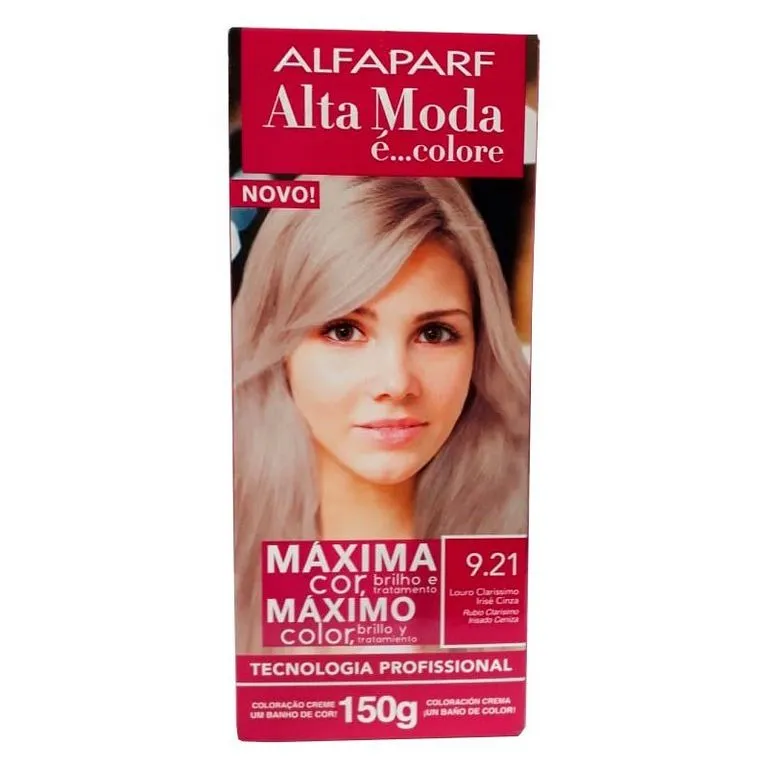 ALFAPARF
Alta Moda
é...colore
NOVO!
MÁXIMA
cor, brilho e
tratamento
MÁXIMO
color, brillo y
tratamiento
9.21
Louro Claríssimo
Irisé Cinza
Rubio Clarísimo
Irisado Ceniza
TECNOLOGIA PROFISSIONAL
COLORAÇÃO CREME
UM BANHO DE COR!
150g
COLORACIÓN CREMA
¡UN BAÑO DE COLOR!